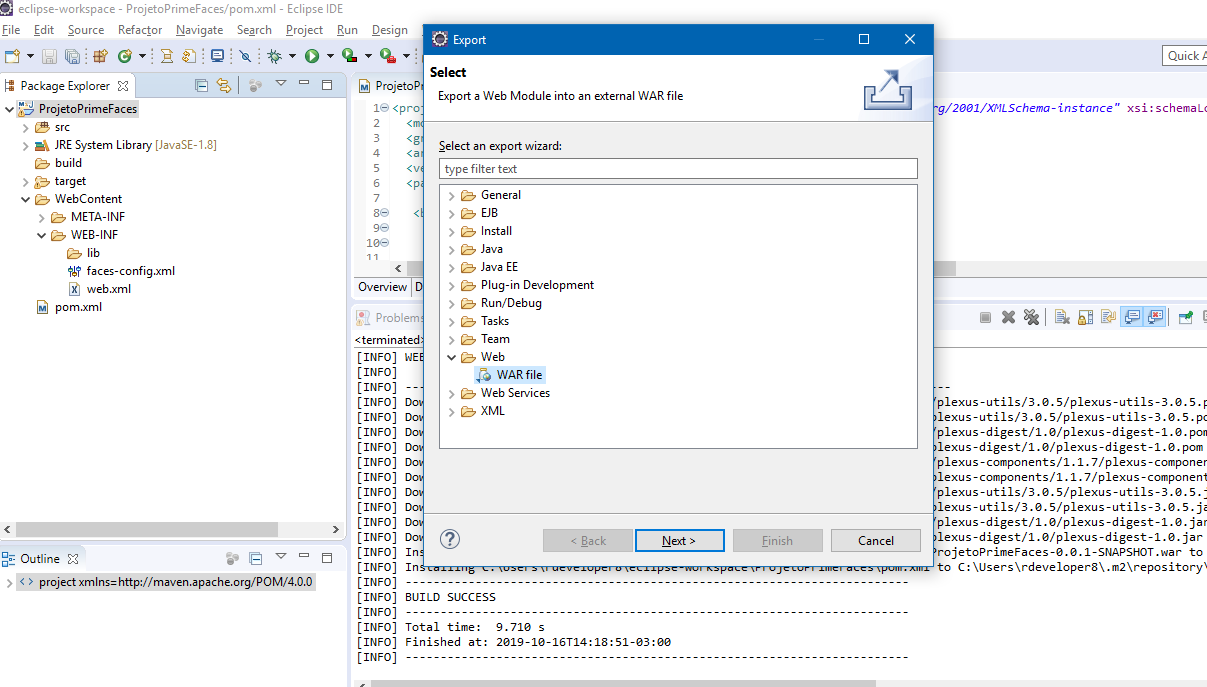 eclipse-workspace - ProjetoPrimeFaces/pom.xml - Eclipse IDE
File Edit Source Refactor Navigate Search Project Run Design
Quick A
Package Explorer
ProjetoPrimeFaces
src
JRE System Library [JavaSE-1.8]
build
target
WebContent
META-INF
WEB-INF
lib
faces-config.xml
web.xml
pom.xml
Outline
project xmlns=http://maven.apache.org/POM/4.0.0
ProjetoPr
1 <proj
rg/2001/XMLSchema-instance" xsi:schemaLo
2 <mo
3 <gr
4 <ar
5 <ve
6 <pa
7
8 <b
9
10
11
Overview D
Export
Select
Export a Web Module into an external WAR file
Select an export wizard:
type filter text
General
EJB
Install
Java
Java EE
Plug-in Development
Run/Debug
Tasks
Team
Web
WAR file
Web Services
XML
< Back Next > Finish Cancel
Problems
<terminated>
[INFO] WEB
[INFO]
[INFO] ---
[INFO] Dow /plexus-utils/3.0.5/plexus-utils-3.0.5.p
[INFO] Dow /plexus-utils/3.0.5/plexus-utils-3.0.5.po
[INFO] Dow /plexus-digest/1.0/plexus-digest-1.0.pom
[INFO] Dow plexus-digest/1.0/plexus-digest-1.0.pom
[INFO] Dow /plexus-components/1.1.7/plexus-componen
[INFO] Dow plexus-components/1.1.7/plexus-component
[INFO] Dow /plexus-utils/3.0.5/plexus-utils-3.0.5.j
[INFO] Dow /plexus-utils/3.0.5/plexus-utils-3.0.5.ja
[INFO] Dow /plexus-digest/1.0/plexus-digest-1.0.jar
[INFO] Dow plexus-digest/1.0/plexus-digest-1.0.jar
[INFO] Ins ProjetoPrimeFaces-0.0.1-SNAPSHOT.war to
[INFO] Installing C:\Users\rdeveloper8\eclipse-workspace\ProjetoPrimeFaces\pom.xml to C:\Users\rdeveloper8\.m2\repository\
[INFO] ------------------------------------------------------------------------
[INFO] BUILD SUCCESS
[INFO] ------------------------------------------------------------------------
[INFO] Total time: 9.710 s
[INFO] Finished at: 2019-10-16T14:18:51-03:00
[INFO] ------------------------------------------------------------------------